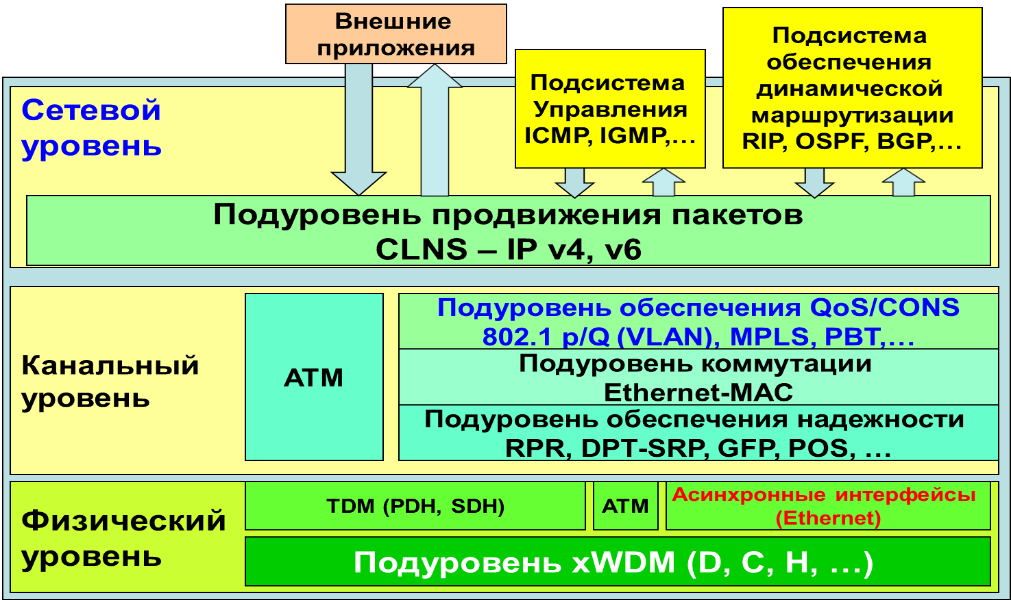 Внешние
приложения
Подсистема
Управления
ICMP, IGMP,...
Подсистема
обеспечения
динамической
маршрутизации
RIP, OSPF, BGP,...
Сетевой
уровень
Подуровень продвижения пакетов
CLNS – IP v4, v6
Канальный
уровень
ATM
Подуровень обеспечения QoS/CONS
802.1 p/Q (VLAN), MPLS, PBT,...
Подуровень коммутации
Ethernet-MAC
Подуровень обеспечения надежности
RPR, DPT-SRP, GFP, POS, ...
Физический
уровень
TDM (PDH, SDH)
ATM
Асинхронные интерфейсы
(Ethernet)
Подуровень xWDM (D, C, H, ...)